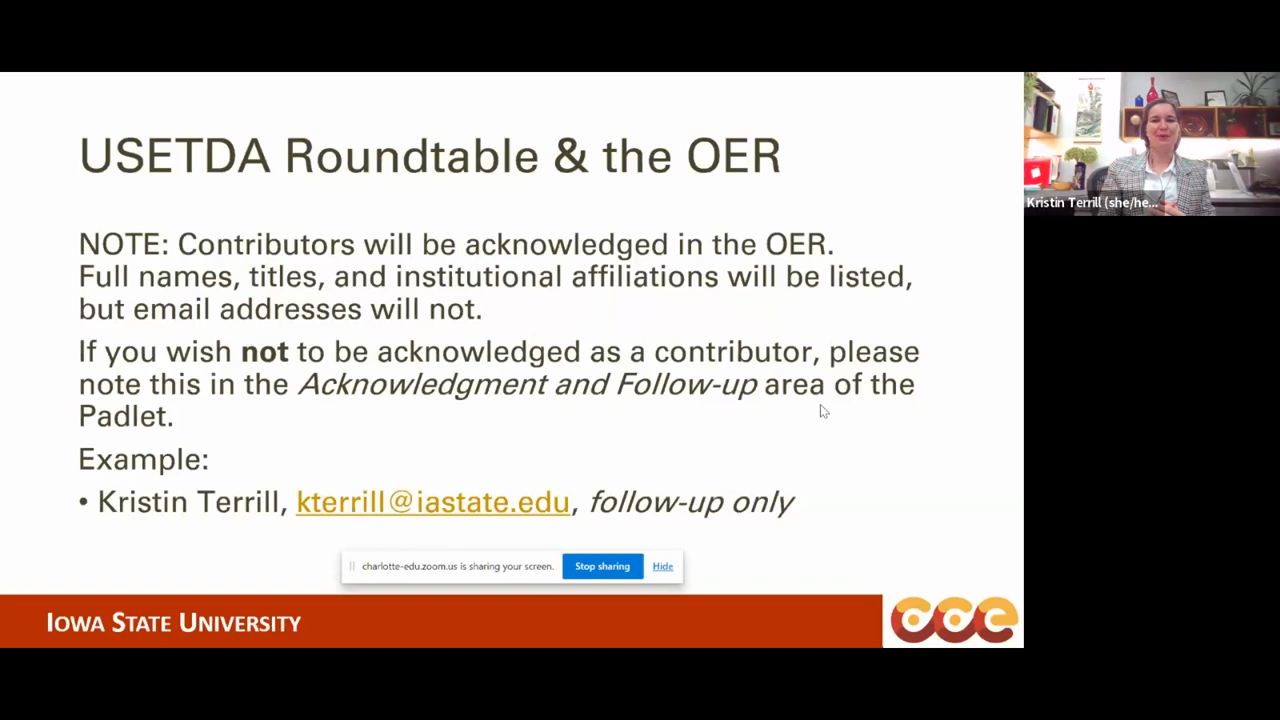 USETDA Roundtable & the OER
NOTE: Contributors will be acknowledged in the OER.
Full names, titles, and institutional affiliations will be listed,
but email addresses will not.
If you wish not to be acknowledged as a contributor, please
note this in the Acknowledgment and Follow-up area of the
Padlet.
Example:
• Kristin Terrill, kterrill@iastate.edu, follow-up only
charlotte-edu.zoom.us is sharing your screen. Stop sharing Hide
IOWA STATE UNIVERSITY
Kristin Terrill (she/he...